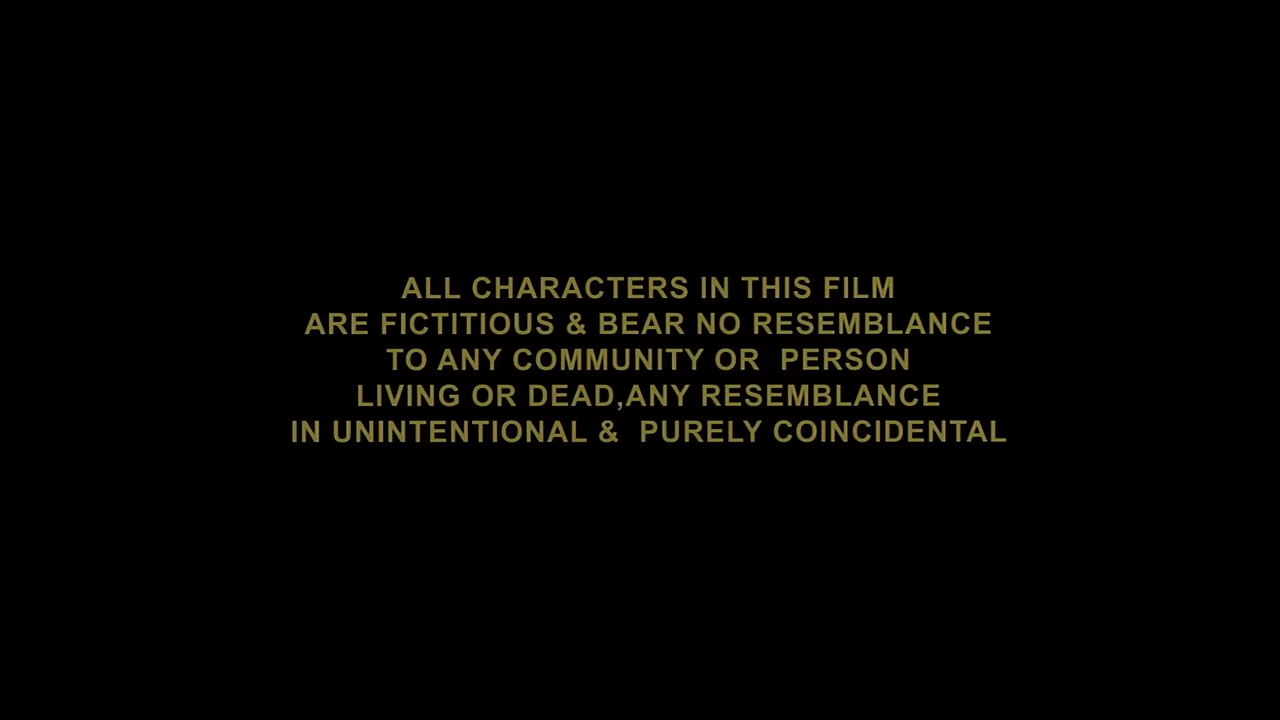 ALL CHARACTERS IN THIS FILM
ARE FICTITIOUS & BEAR NO RESEMBLANCE
TO ANY COMMUNITY OR  PERSON
LIVING OR DEAD,ANY RESEMBLANCE
IN UNINTENTIONAL &  PURELY COINCIDENTAL